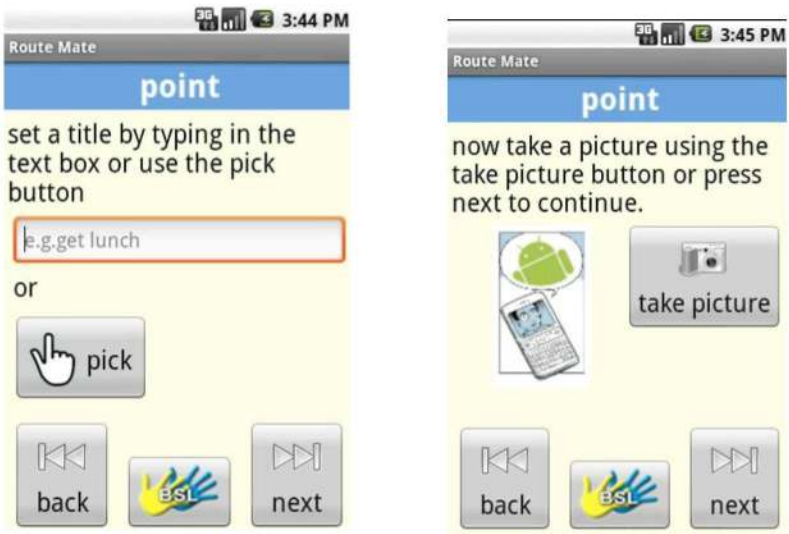 3G 3:44 PM
Route Mate
point
set a title by typing in the
text box or use the pick
button
e.g.get lunch
or
pick
back
BSL
next
3G 3:45 PM
Route Mate
point
now take a picture using the
take picture button or press
next to continue.
take picture
back
BSL
next